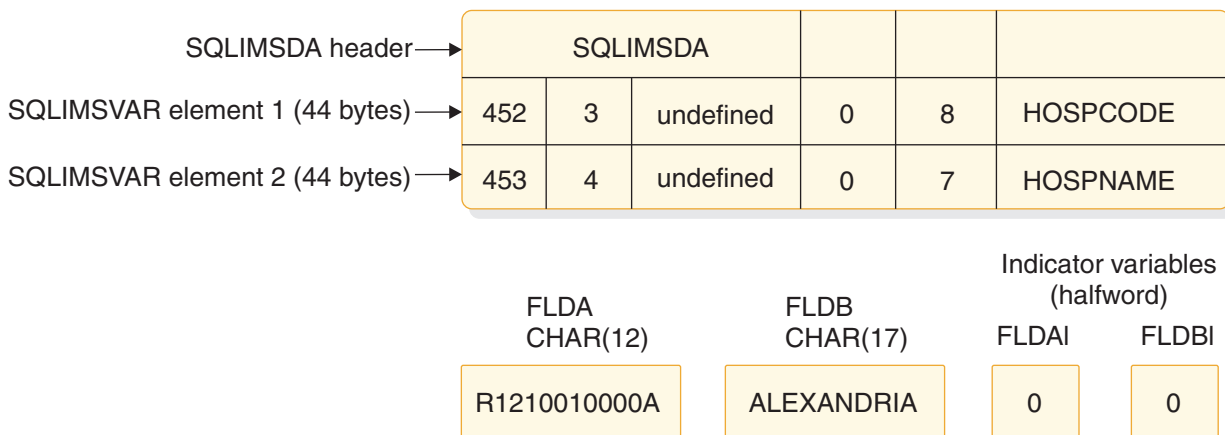 SQLIMSDA header SQLIMSDA
SQLIMSVAR element 1 (44 bytes) 452 3 undefined 0 8 HOSPCODE
SQLIMSVAR element 2 (44 bytes) 453 4 undefined 0 7 HOSPNAME
Indicator variables
(halfword)
FLDA
CHAR(12)
FLDB
CHAR(17)
FLDAI FLDBI
R1210010000A ALEXANDRIA 0 0